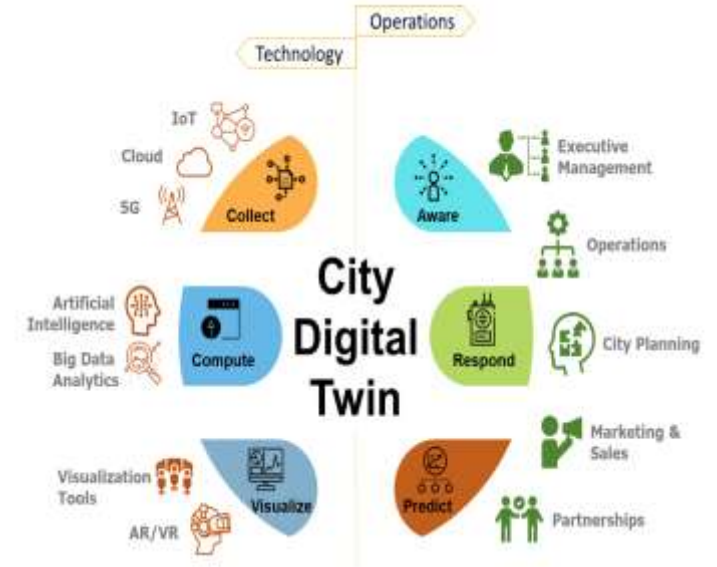 Operations
Technology
IoT
Cloud
5G
Collect
Artificial
Intelligence
Big Data
Analytics
Compute
Visualization
Tools
AR/VR
Visualize
City
Digital
Twin
Aware
Executive
Management
Operations
Respond
City Planning
Predict
Marketing &
Sales
Partnerships